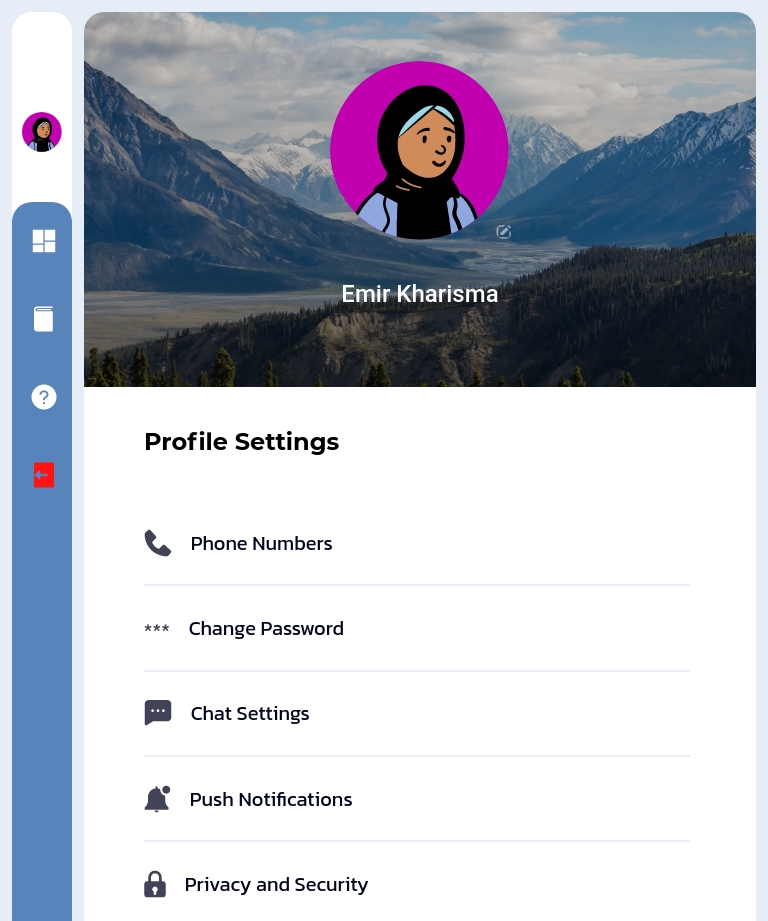 Emir Kharisma
Profile Settings
Phone Numbers
*** Change Password
Chat Settings
Push Notifications
Privacy and Security